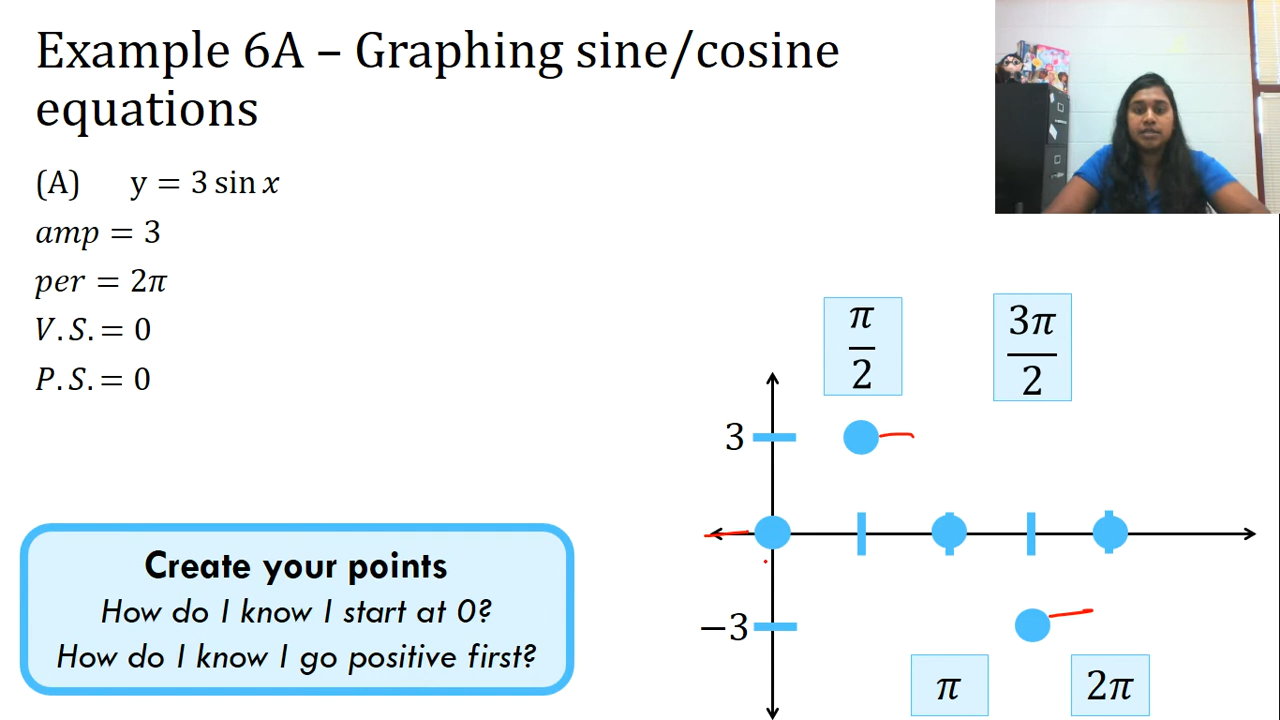 Example 6A – Graphing sine/cosine
equations
(A) y = 3 sin x
amp = 3
per = 2π
V.S. = 0
P.S. = 0
π/2
3π/2
3
−3
π
2π
Create your points
How do I know I start at 0?
How do I know I go positive first?